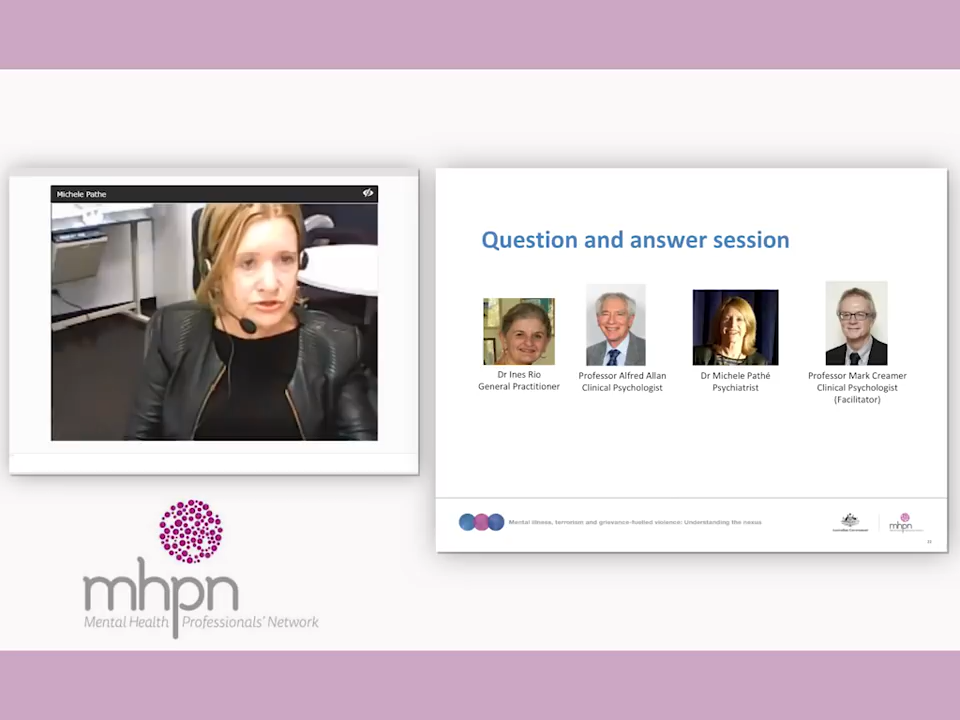 Michele Pathe
Question and answer session
Dr Ines Rio
General Practitioner
Professor Alfred Allan
Clinical Psychologist
Dr Michele Pathé
Psychiatrist
Professor Mark Creamer
Clinical Psychologist
(Facilitator)
Mental illness, terrorism and grievance-fuelled violence: Understanding the nexus
Australian Government
mhpn
mhpn
Mental Health Professionals' Network